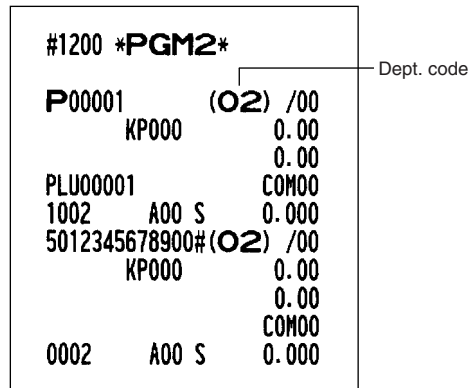 #1200 *PGM2*
P00001 (02) /00
Dept. code
KP000 0.00
0.00
PLU00001 COM00
1002 A00 S 0.000
5012345678900#(02) /00
KP000 0.00
0.00
COM00
0002 A00 S 0.000